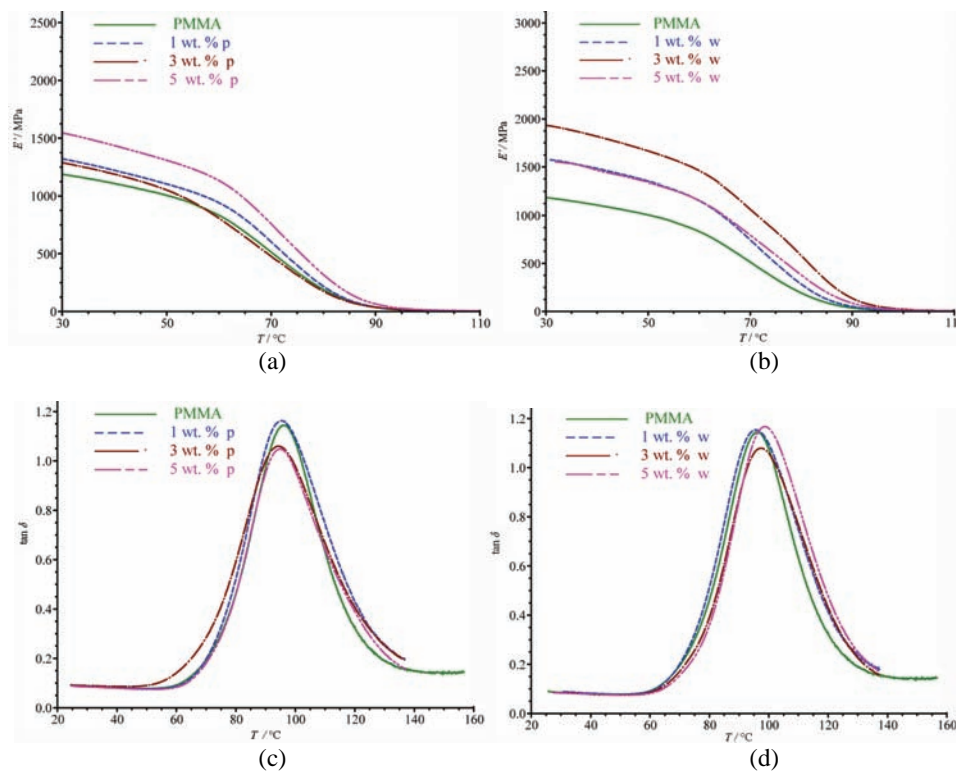 2500
2000
1500
1000
500
0
E' / MPa
PMMA
1 wt. % p
3 wt. % p
5 wt. % p
30 50 70 90 110
T / °C
(a)
3000
2500
2000
1500
1000
500
0
E' / MPa
PMMA
1 wt. % w
3 wt. % w
5 wt. % w
30 50 70 90 110
T / °C
(b)
1.2
1.0
0.8
0.6
0.4
0.2
0.0
tan δ
PMMA
1 wt. % p
3 wt. % p
5 wt. % p
20 40 60 80 100 120 140 160
T / °C
(c)
1.2
1.0
0.8
0.6
0.4
0.2
0.0
tan δ
PMMA
1 wt. % w
3 wt. % w
5 wt. % w
20 40 60 80 100 120 140 160
T / °C
(d)